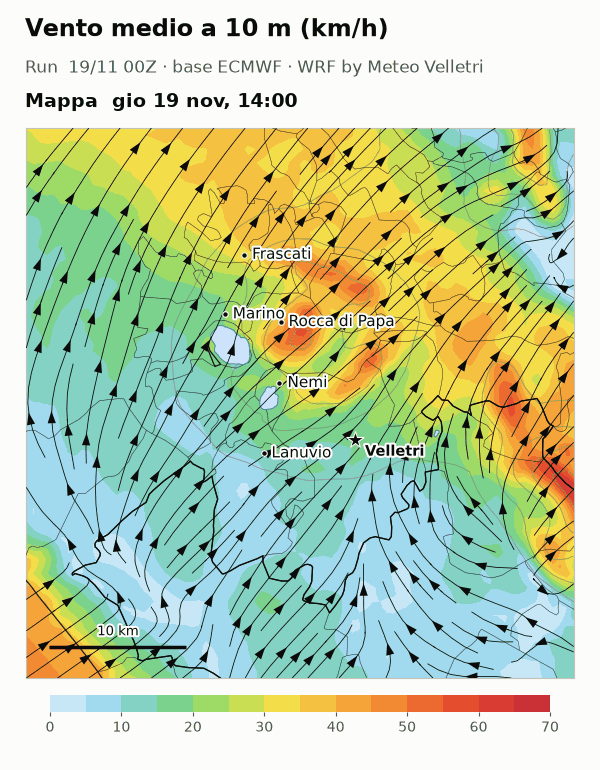 Vento medio a 10 m (km/h)
Run  19/11 00Z · base ECMWF · WRF by Meteo Velletri
Mappa  gio 19 nov, 14:00
Frascati
Marino
Rocca di Papa
Nemi
Velletri
Lanuvio
10 km
0 10 20 30 40 50 60 70